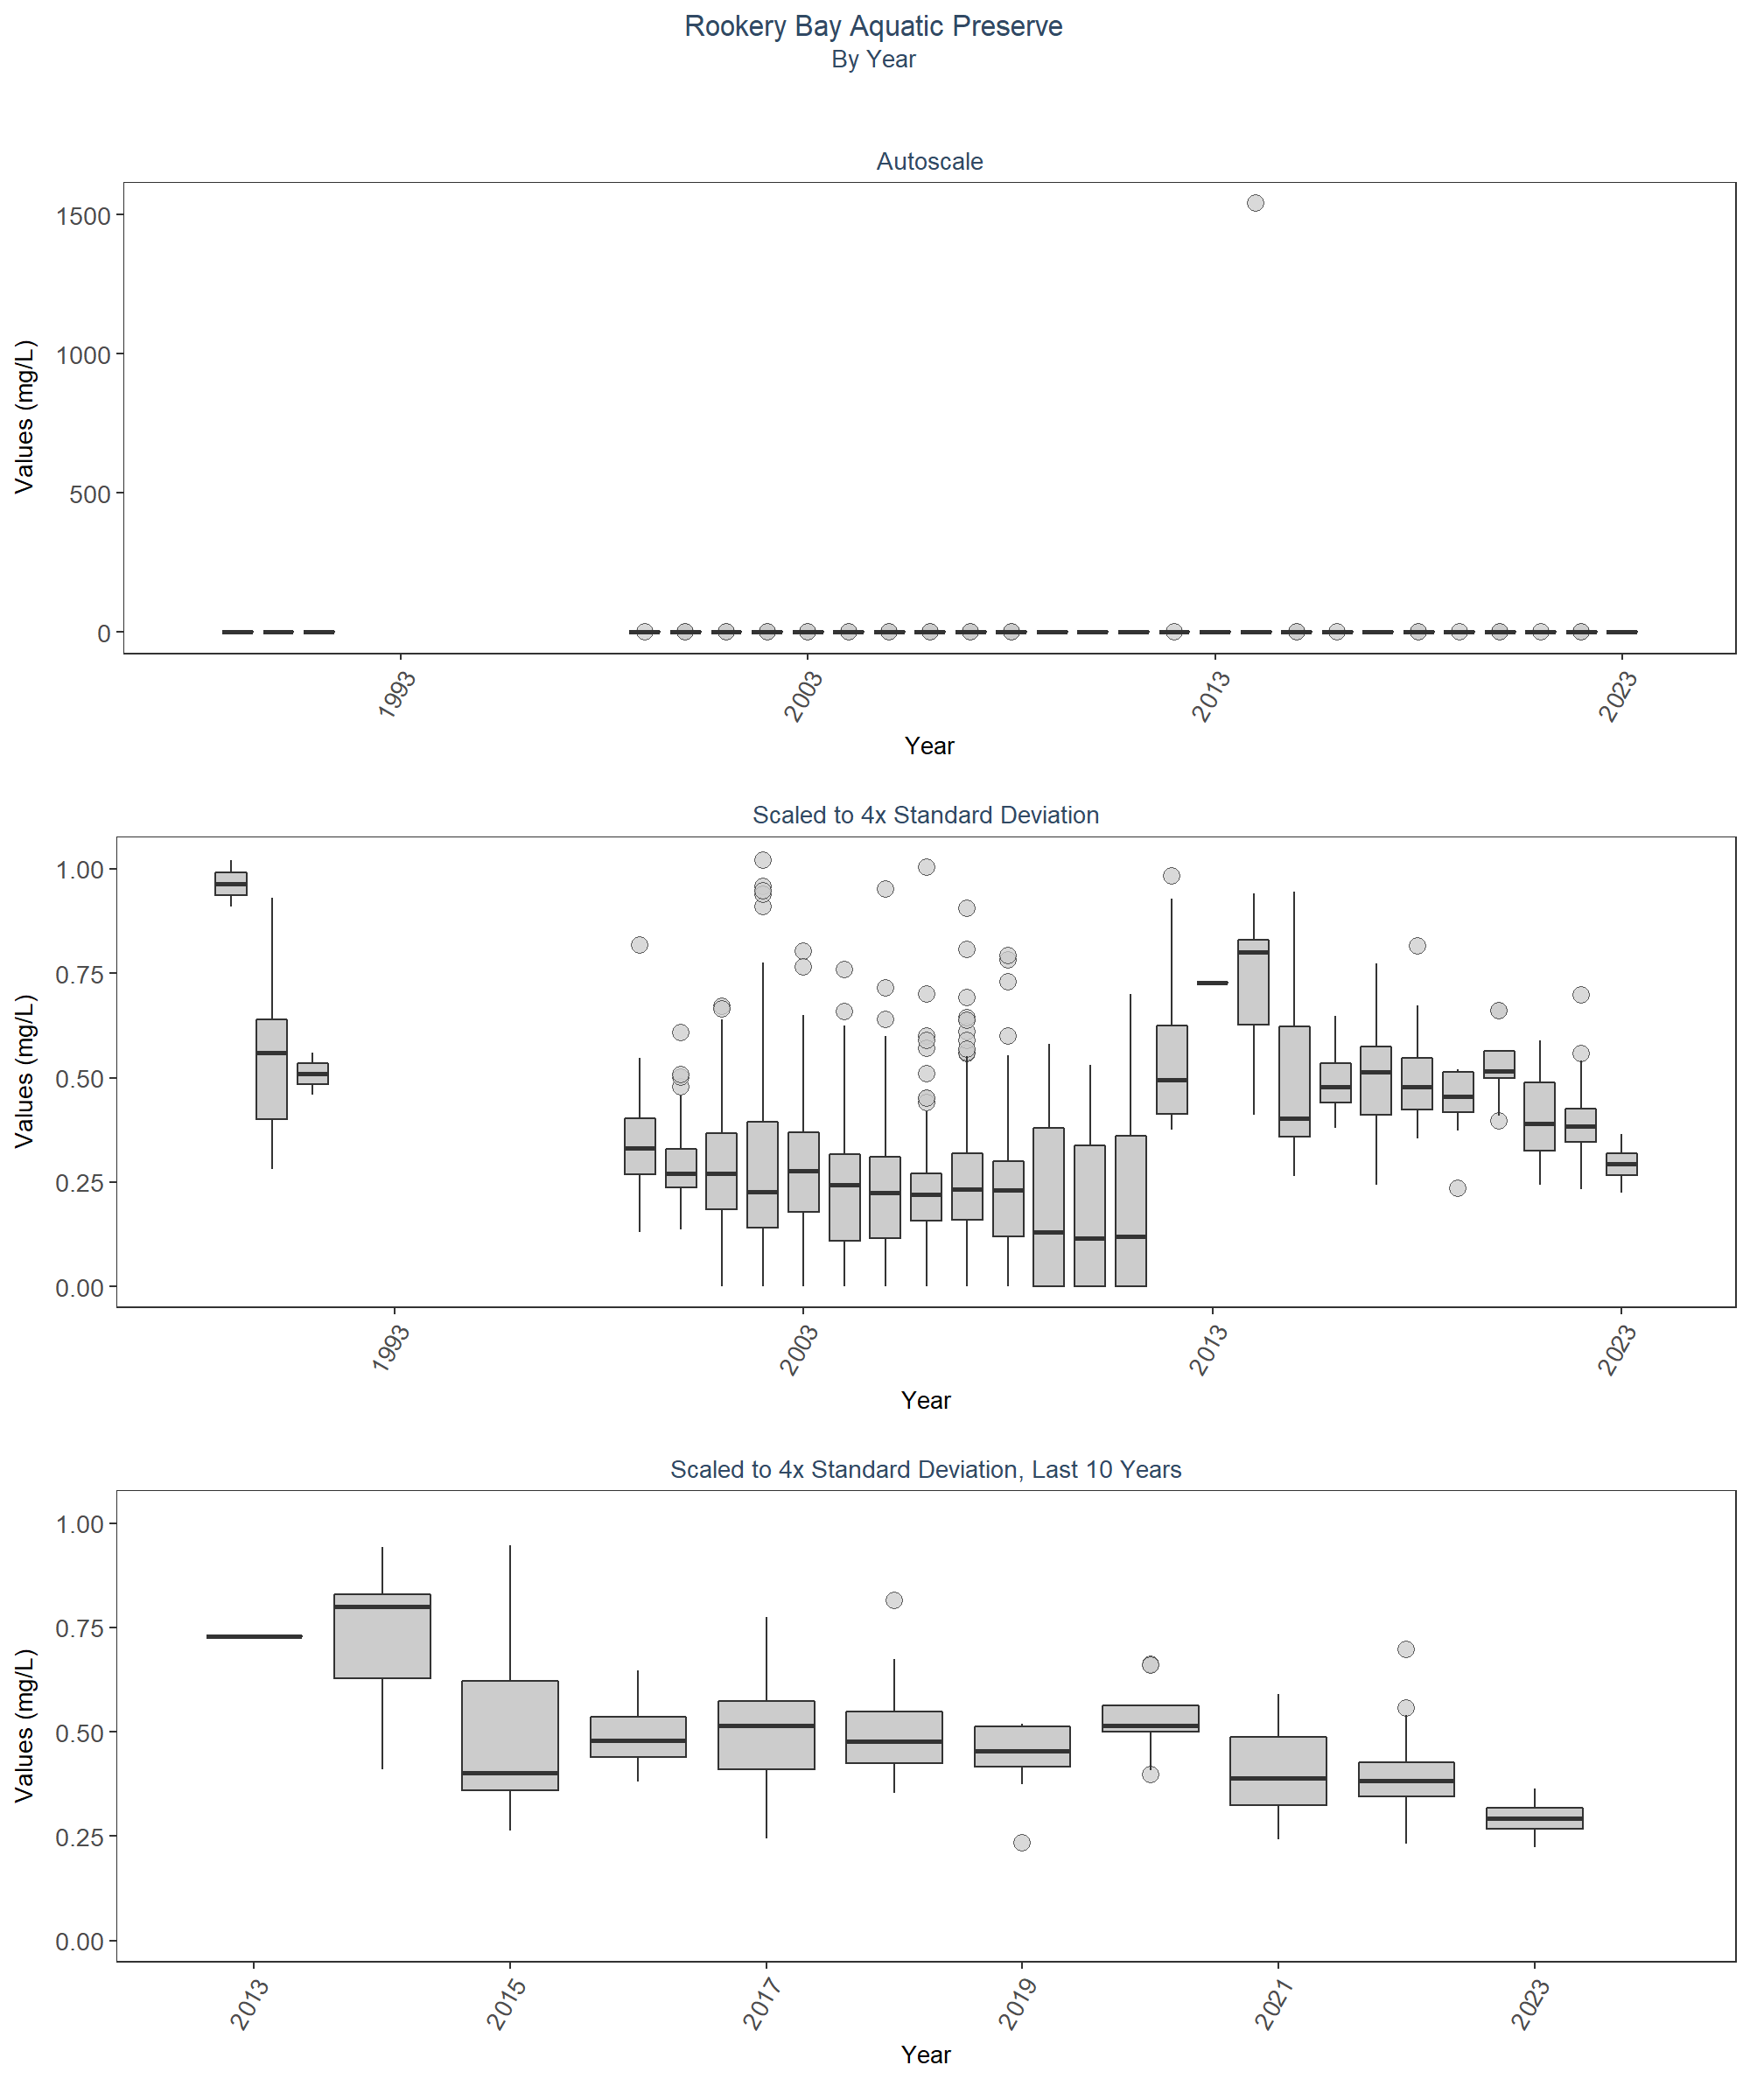 Rookery Bay Aquatic Preserve
By Year
Autoscale
Values (mg/L)
1500
1000
500
0
1993
2003
2013
2023
Year
Scaled to 4x Standard Deviation
Values (mg/L)
1.00
0.75
0.50
0.25
0.00
1993
2003
2013
2023
Year
Scaled to 4x Standard Deviation, Last 10 Years
Values (mg/L)
1.00
0.75
0.50
0.25
0.00
2013
2015
2017
2019
2021
2023
Year